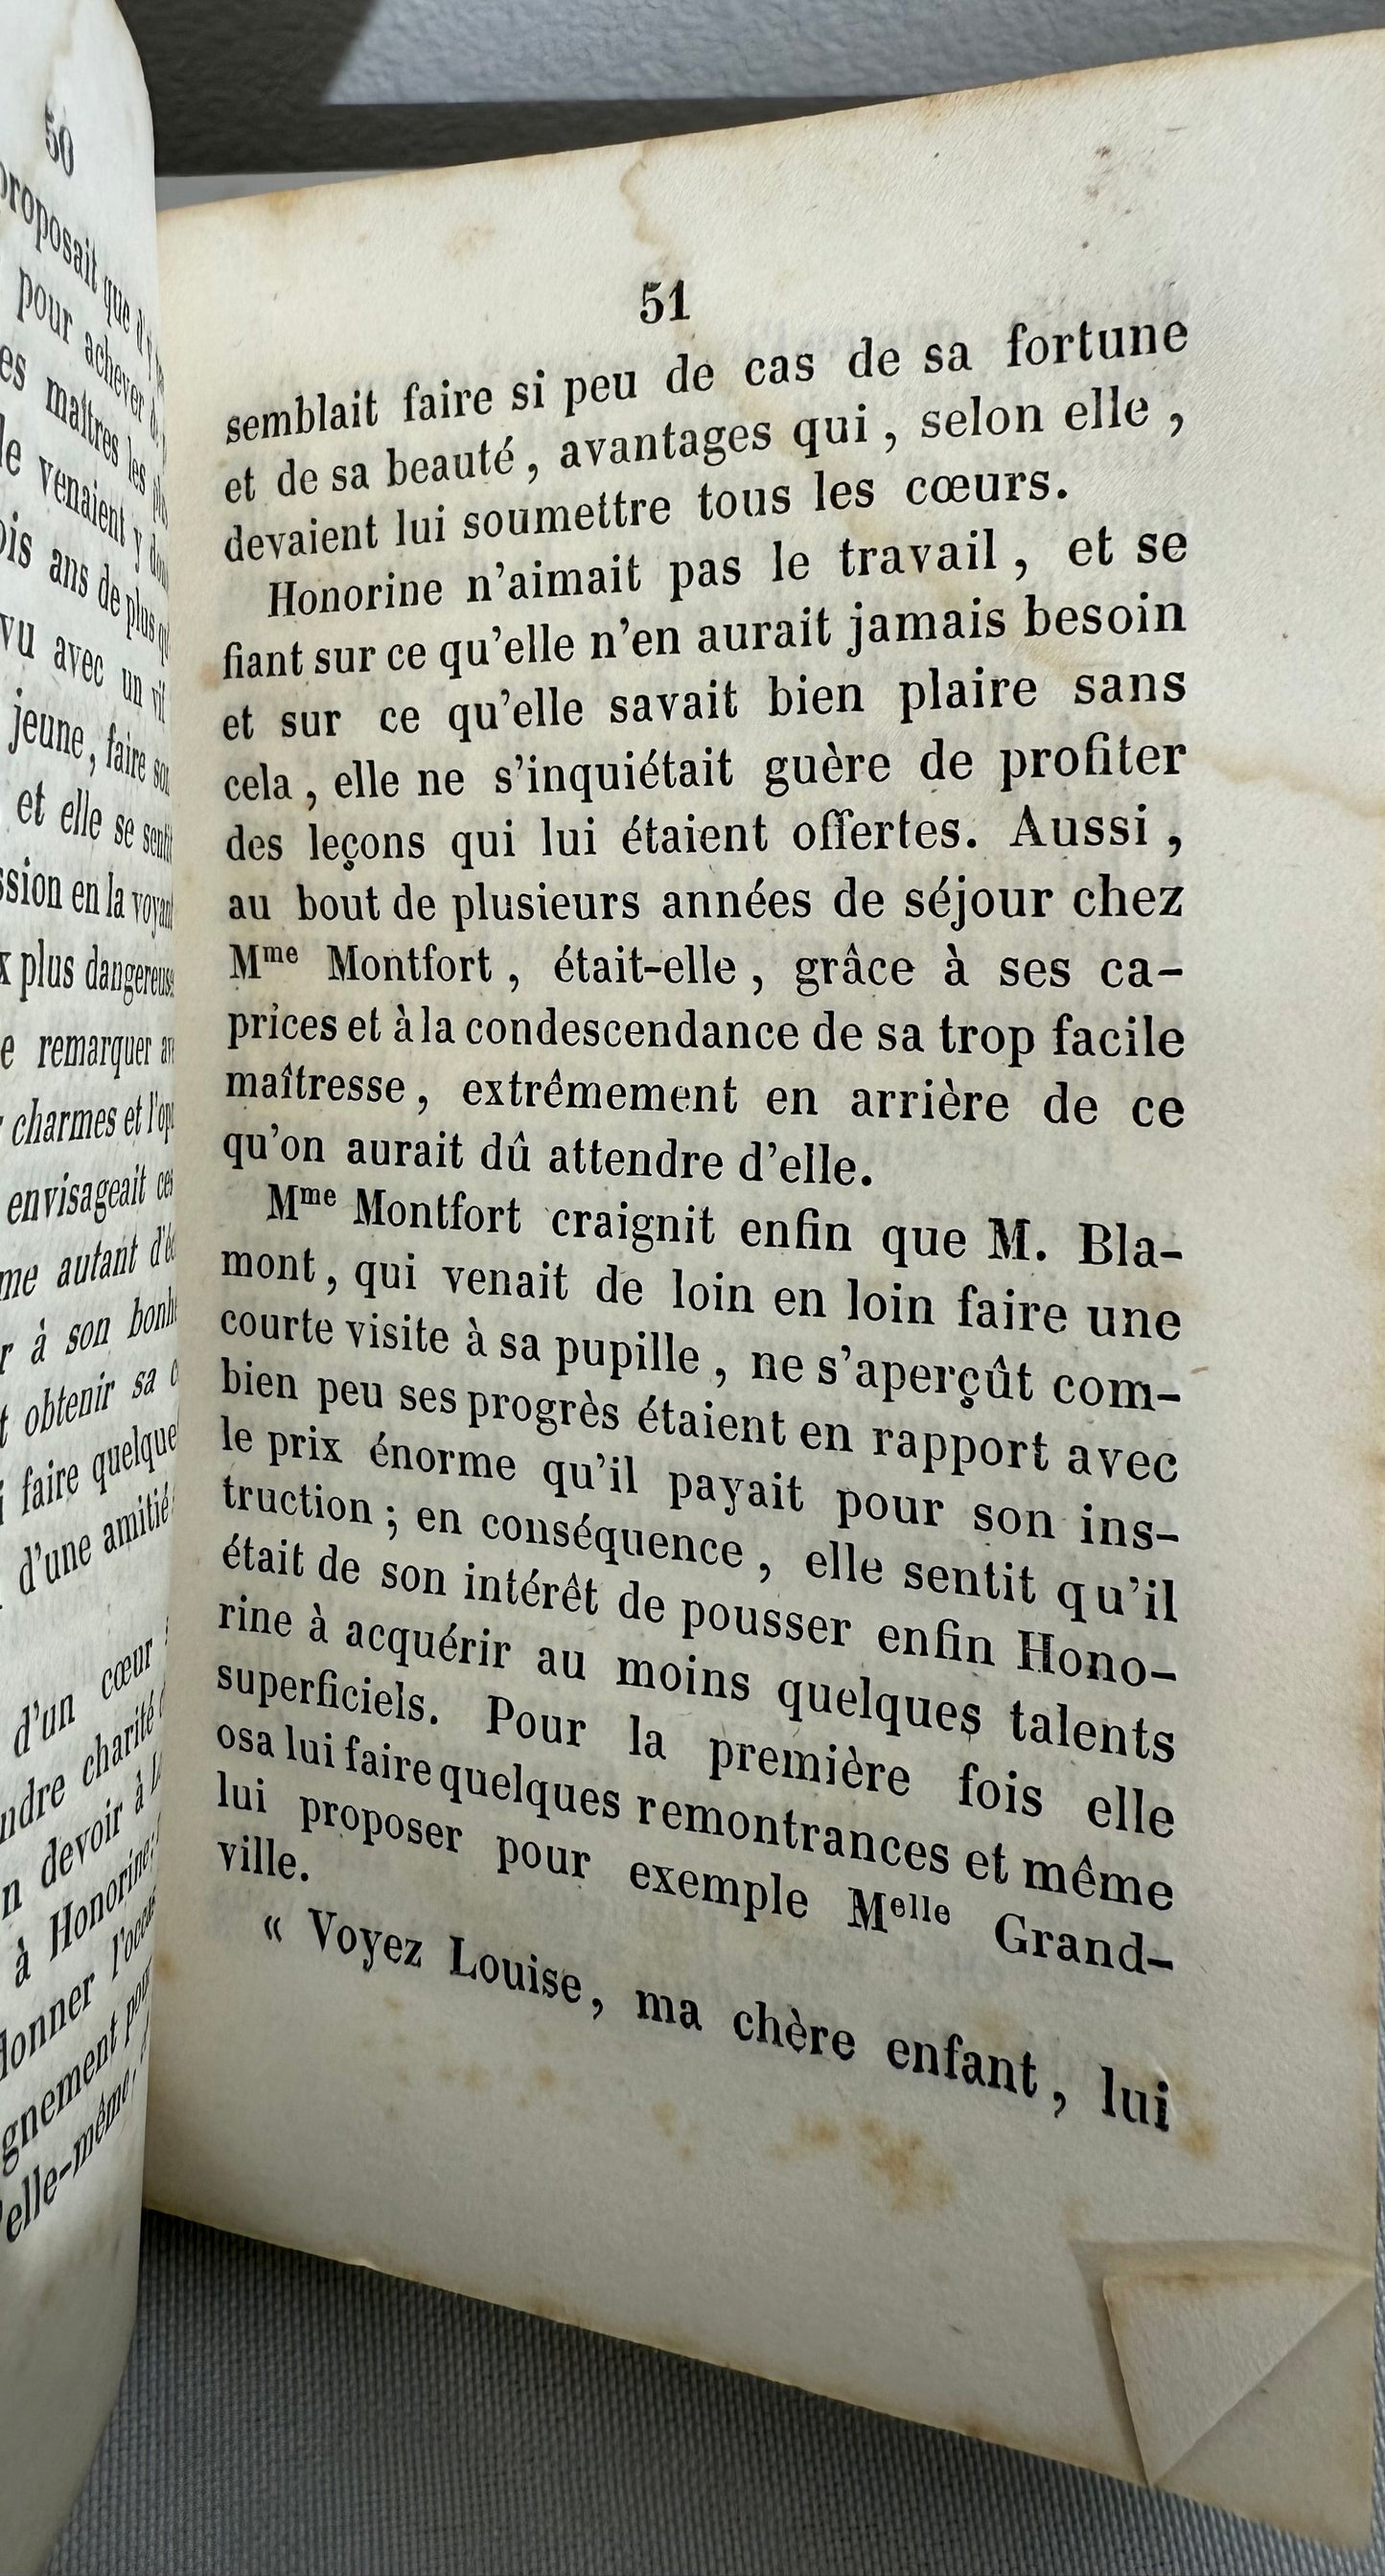 50
proposait que
pour achever
maîtres les
venaient y
ans de plus
vu avec un vif
jeune, faire
et elle se
en la
plus
remarquer
charmes et
envisageait
autant
à son
obtenir sa
faire quelque
d'une amitié
d'un cœur
charité
devoir à
à Honorine
elle-même
51
semblait faire si peu de cas de sa fortune
et de sa beauté, avantages qui, selon elle,
devaient lui soumettre tous les cœurs.
Honorine n'aimait pas le travail, et se
fiant sur ce qu'elle n'en aurait jamais besoin
et sur ce qu'elle savait bien plaire sans
cela, elle ne s'inquiétait guère de profiter
des leçons qui lui étaient offertes. Aussi,
au bout de plusieurs années de séjour chez
Mme Montfort, était-elle, grâce à ses ca-
prices et à la condescendance de sa trop facile
maîtresse, extrêmement en arrière de ce
qu'on aurait dû attendre d'elle.
Mme Montfort craignit enfin que M. Bla-
mont, qui venait de loin en loin faire une
courte visite à sa pupille, ne s'aperçût com-
bien peu ses progrès étaient en rapport avec
le prix énorme qu'il payait pour son ins-
truction; en conséquence, elle sentit qu'il
était de son intérêt de pousser enfin Hono-
rine à acquérir au moins quelques talents
superficiels. Pour la première fois elle
osa lui faire quelques remontrances et même
lui proposer pour exemple Melle Grand-
ville.
« Voyez Louise, ma chère enfant, lui